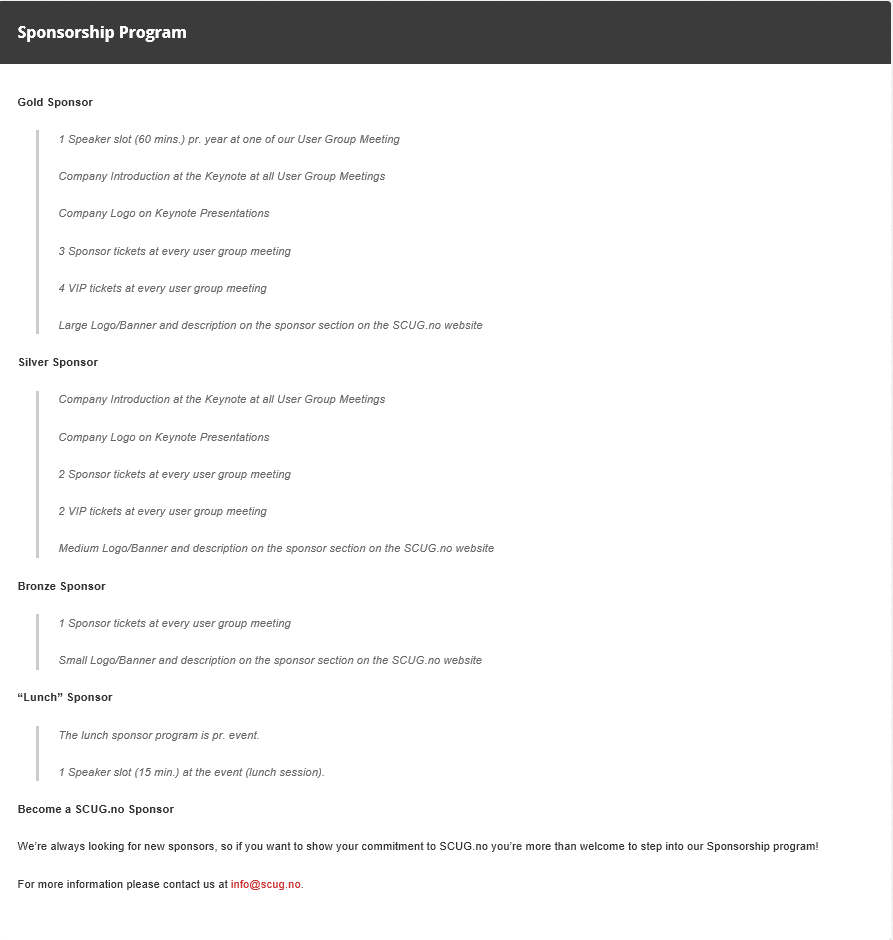 Sponsorship Program
Gold Sponsor
1 Speaker slot (60 mins.) pr. year at one of our User Group Meeting
Company Introduction at the Keynote at all User Group Meetings
Company Logo on Keynote Presentations
3 Sponsor tickets at every user group meeting
4 VIP tickets at every user group meeting
Large Logo/Banner and description on the sponsor section on the SCUG.no website
Silver Sponsor
Company Introduction at the Keynote at all User Group Meetings
Company Logo on Keynote Presentations
2 Sponsor tickets at every user group meeting
2 VIP tickets at every user group meeting
Medium Logo/Banner and description on the sponsor section on the SCUG.no website
Bronze Sponsor
1 Sponsor tickets at every user group meeting
Small Logo/Banner and description on the sponsor section on the SCUG.no website
“Lunch” Sponsor
The lunch sponsor program is pr. event.
1 Speaker slot (15 min.) at the event (lunch session).
Become a SCUG.no Sponsor
We’re always looking for new sponsors, so if you want to show your commitment to SCUG.no you’re more than welcome to step into our Sponsorship program!
For more information please contact us at info@scug.no.